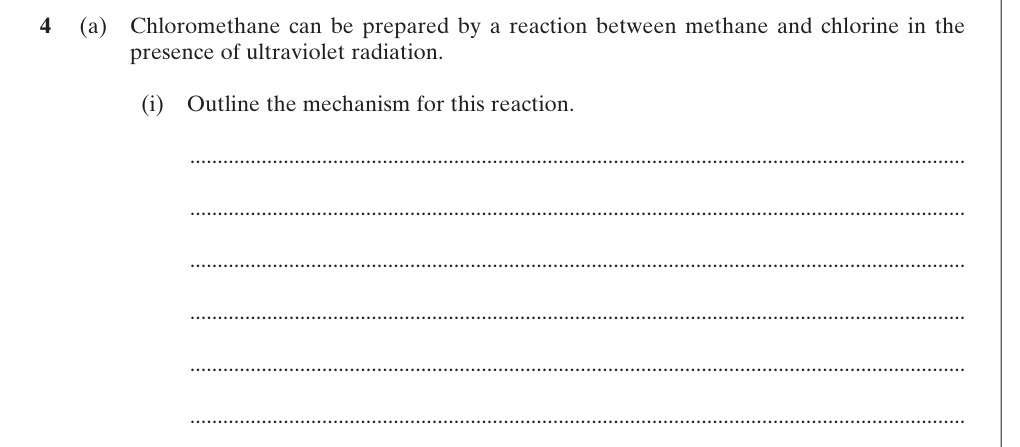 4 (a) Chloromethane can be prepared by a reaction between methane and chlorine in the
presence of ultraviolet radiation.
(i) Outline the mechanism for this reaction.